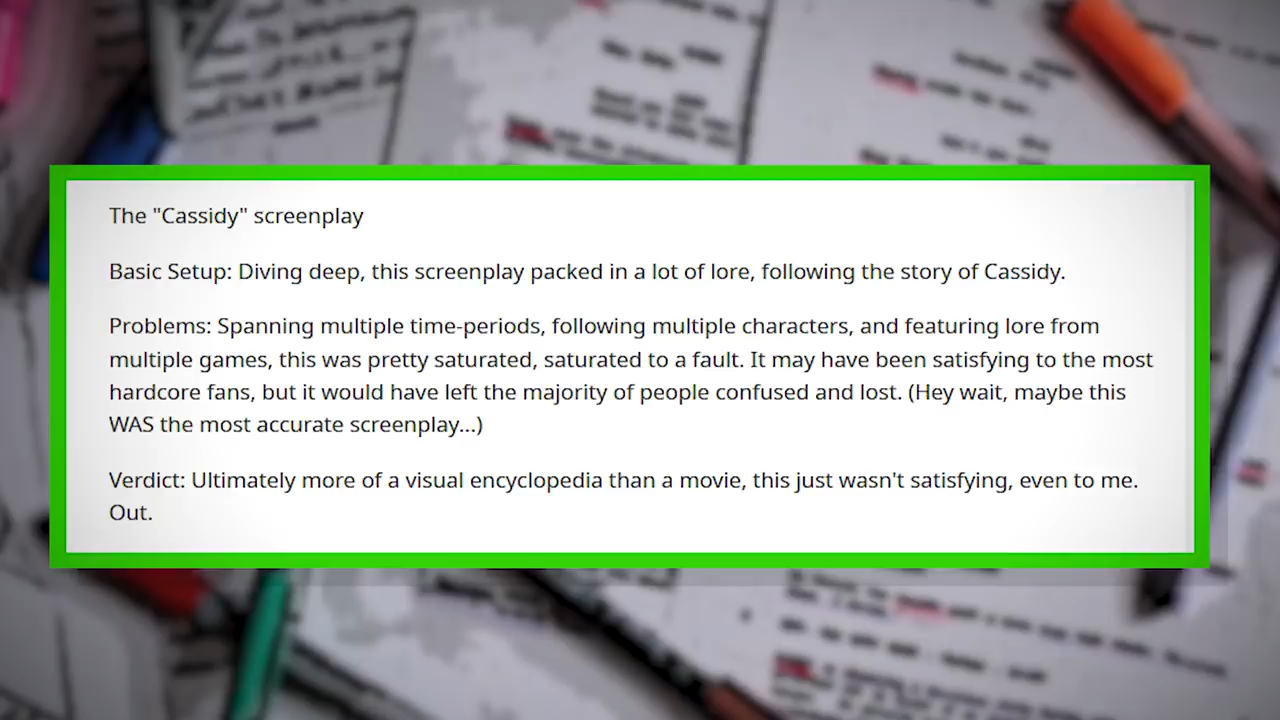 The "Cassidy" screenplay
Basic Setup: Diving deep, this screenplay packed in a lot of lore, following the story of Cassidy.
Problems: Spanning multiple time-periods, following multiple characters, and featuring lore from
multiple games, this was pretty saturated, saturated to a fault. It may have been satisfying to the most
hardcore fans, but it would have left the majority of people confused and lost. (Hey wait, maybe this
WAS the most accurate screenplay...)
Verdict: Ultimately more of a visual encyclopedia than a movie, this just wasn't satisfying, even to me.
Out.